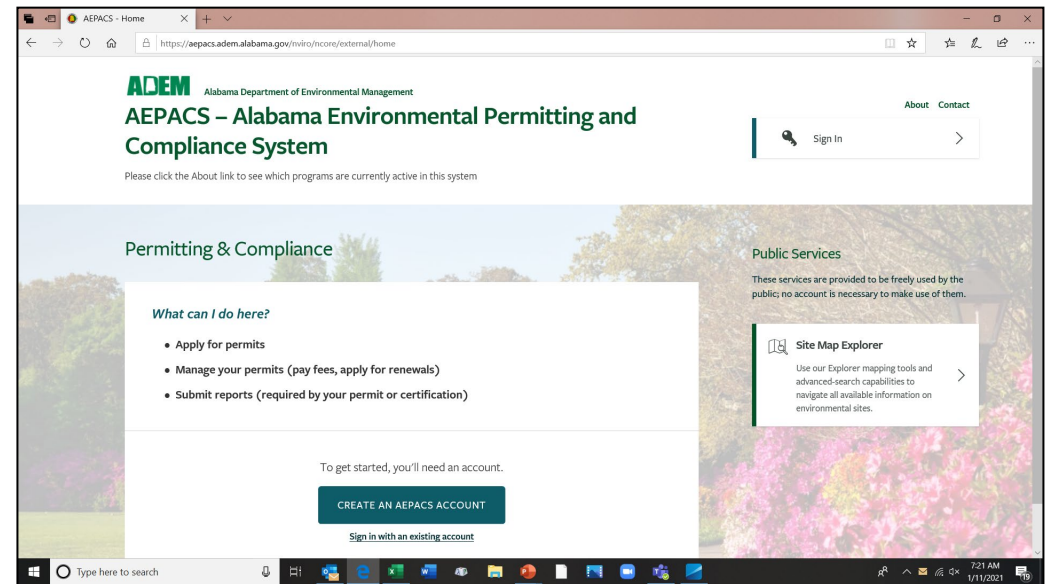 AEPACS - Home
https://aepacs.adem.alabama.gov/nviro/ncore/external/home
ADEM Alabama Department of Environmental Management
AEPACS – Alabama Environmental Permitting and
Compliance System
Please click the About link to see which programs are currently active in this system
About Contact
Sign In
Permitting & Compliance
What can I do here?
• Apply for permits
• Manage your permits (pay fees, apply for renewals)
• Submit reports (required by your permit or certification)
To get started, you'll need an account.
CREATE AN AEPACS ACCOUNT
Sign in with an existing account
Public Services
These services are provided to be freely used by the
public; no account is necessary to make use of them.
Site Map Explorer
Use our Explorer mapping tools and
advanced-search capabilities to
navigate all available information on
environmental sites.
Type here to search
7:21 AM
1/11/2021
19